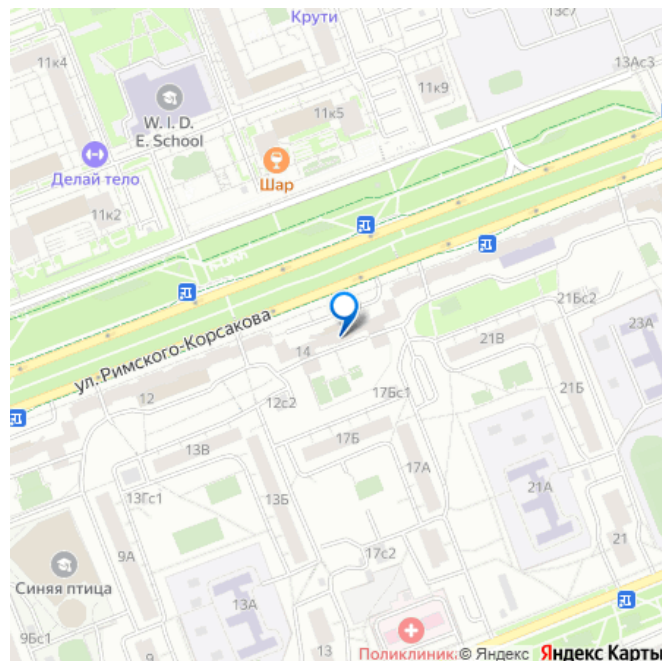 Крути
13с7
11к4
13Ас3
11к9
W. I. D.
E. School
11к5
Делай тело
Шар
11к2
21Бс2
23А
ул. Римского-Корсакова
21В
14
17Бс1
21Б
12
12с2
17Б
13В
17А
21А
13Гс1
13Б
9А
17с2
21
Синяя птица
13А
9Бс1
13
13
Поликлиника
© Яндекс Яндекс Карты